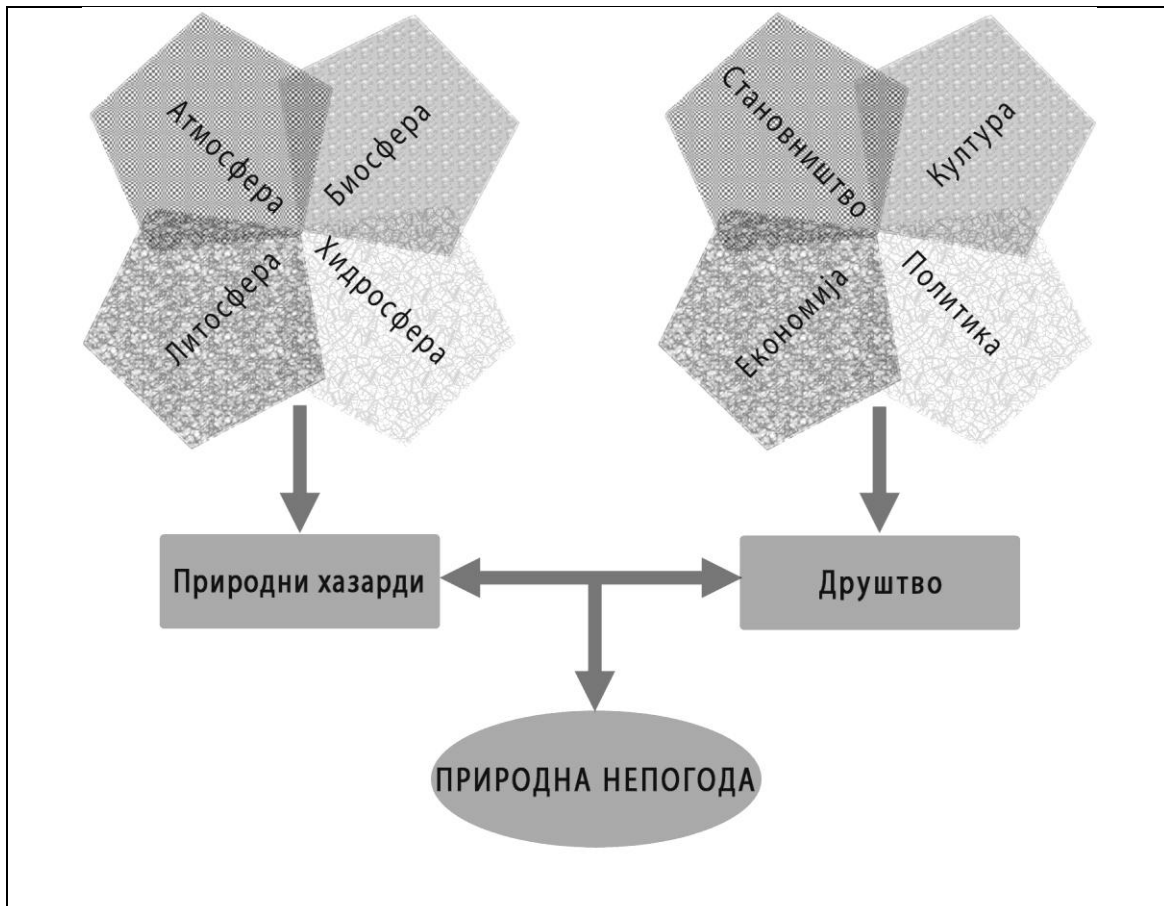 Атмосфера
Биосфера
Литосфера
Хидросфера
Становништво
Култура
Економија
Политика
Природни хазарди
Друштво
ПРИРОДНА НЕПОГОДА